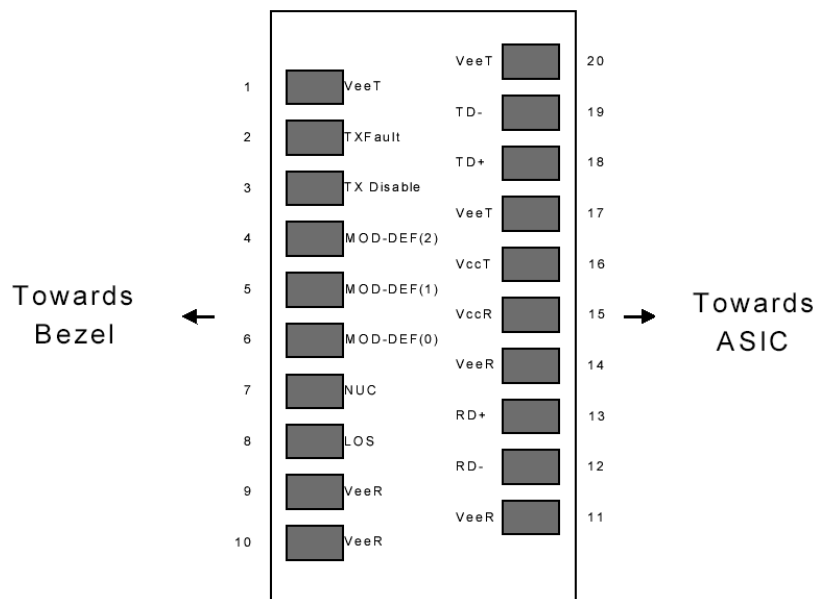 Towards
Bezel
1 VeeT
2 TXFault
3 TX Disable
4 MOD-DEF(2)
5 MOD-DEF(1)
6 MOD-DEF(0)
7 NUC
8 LOS
9 VeeR
10 VeeR
VeeT 20
TD- 19
TD+ 18
VeeT 17
VccT 16
VccR 15
VeeR 14
RD+ 13
RD- 12
VeeR 11
Towards
ASIC